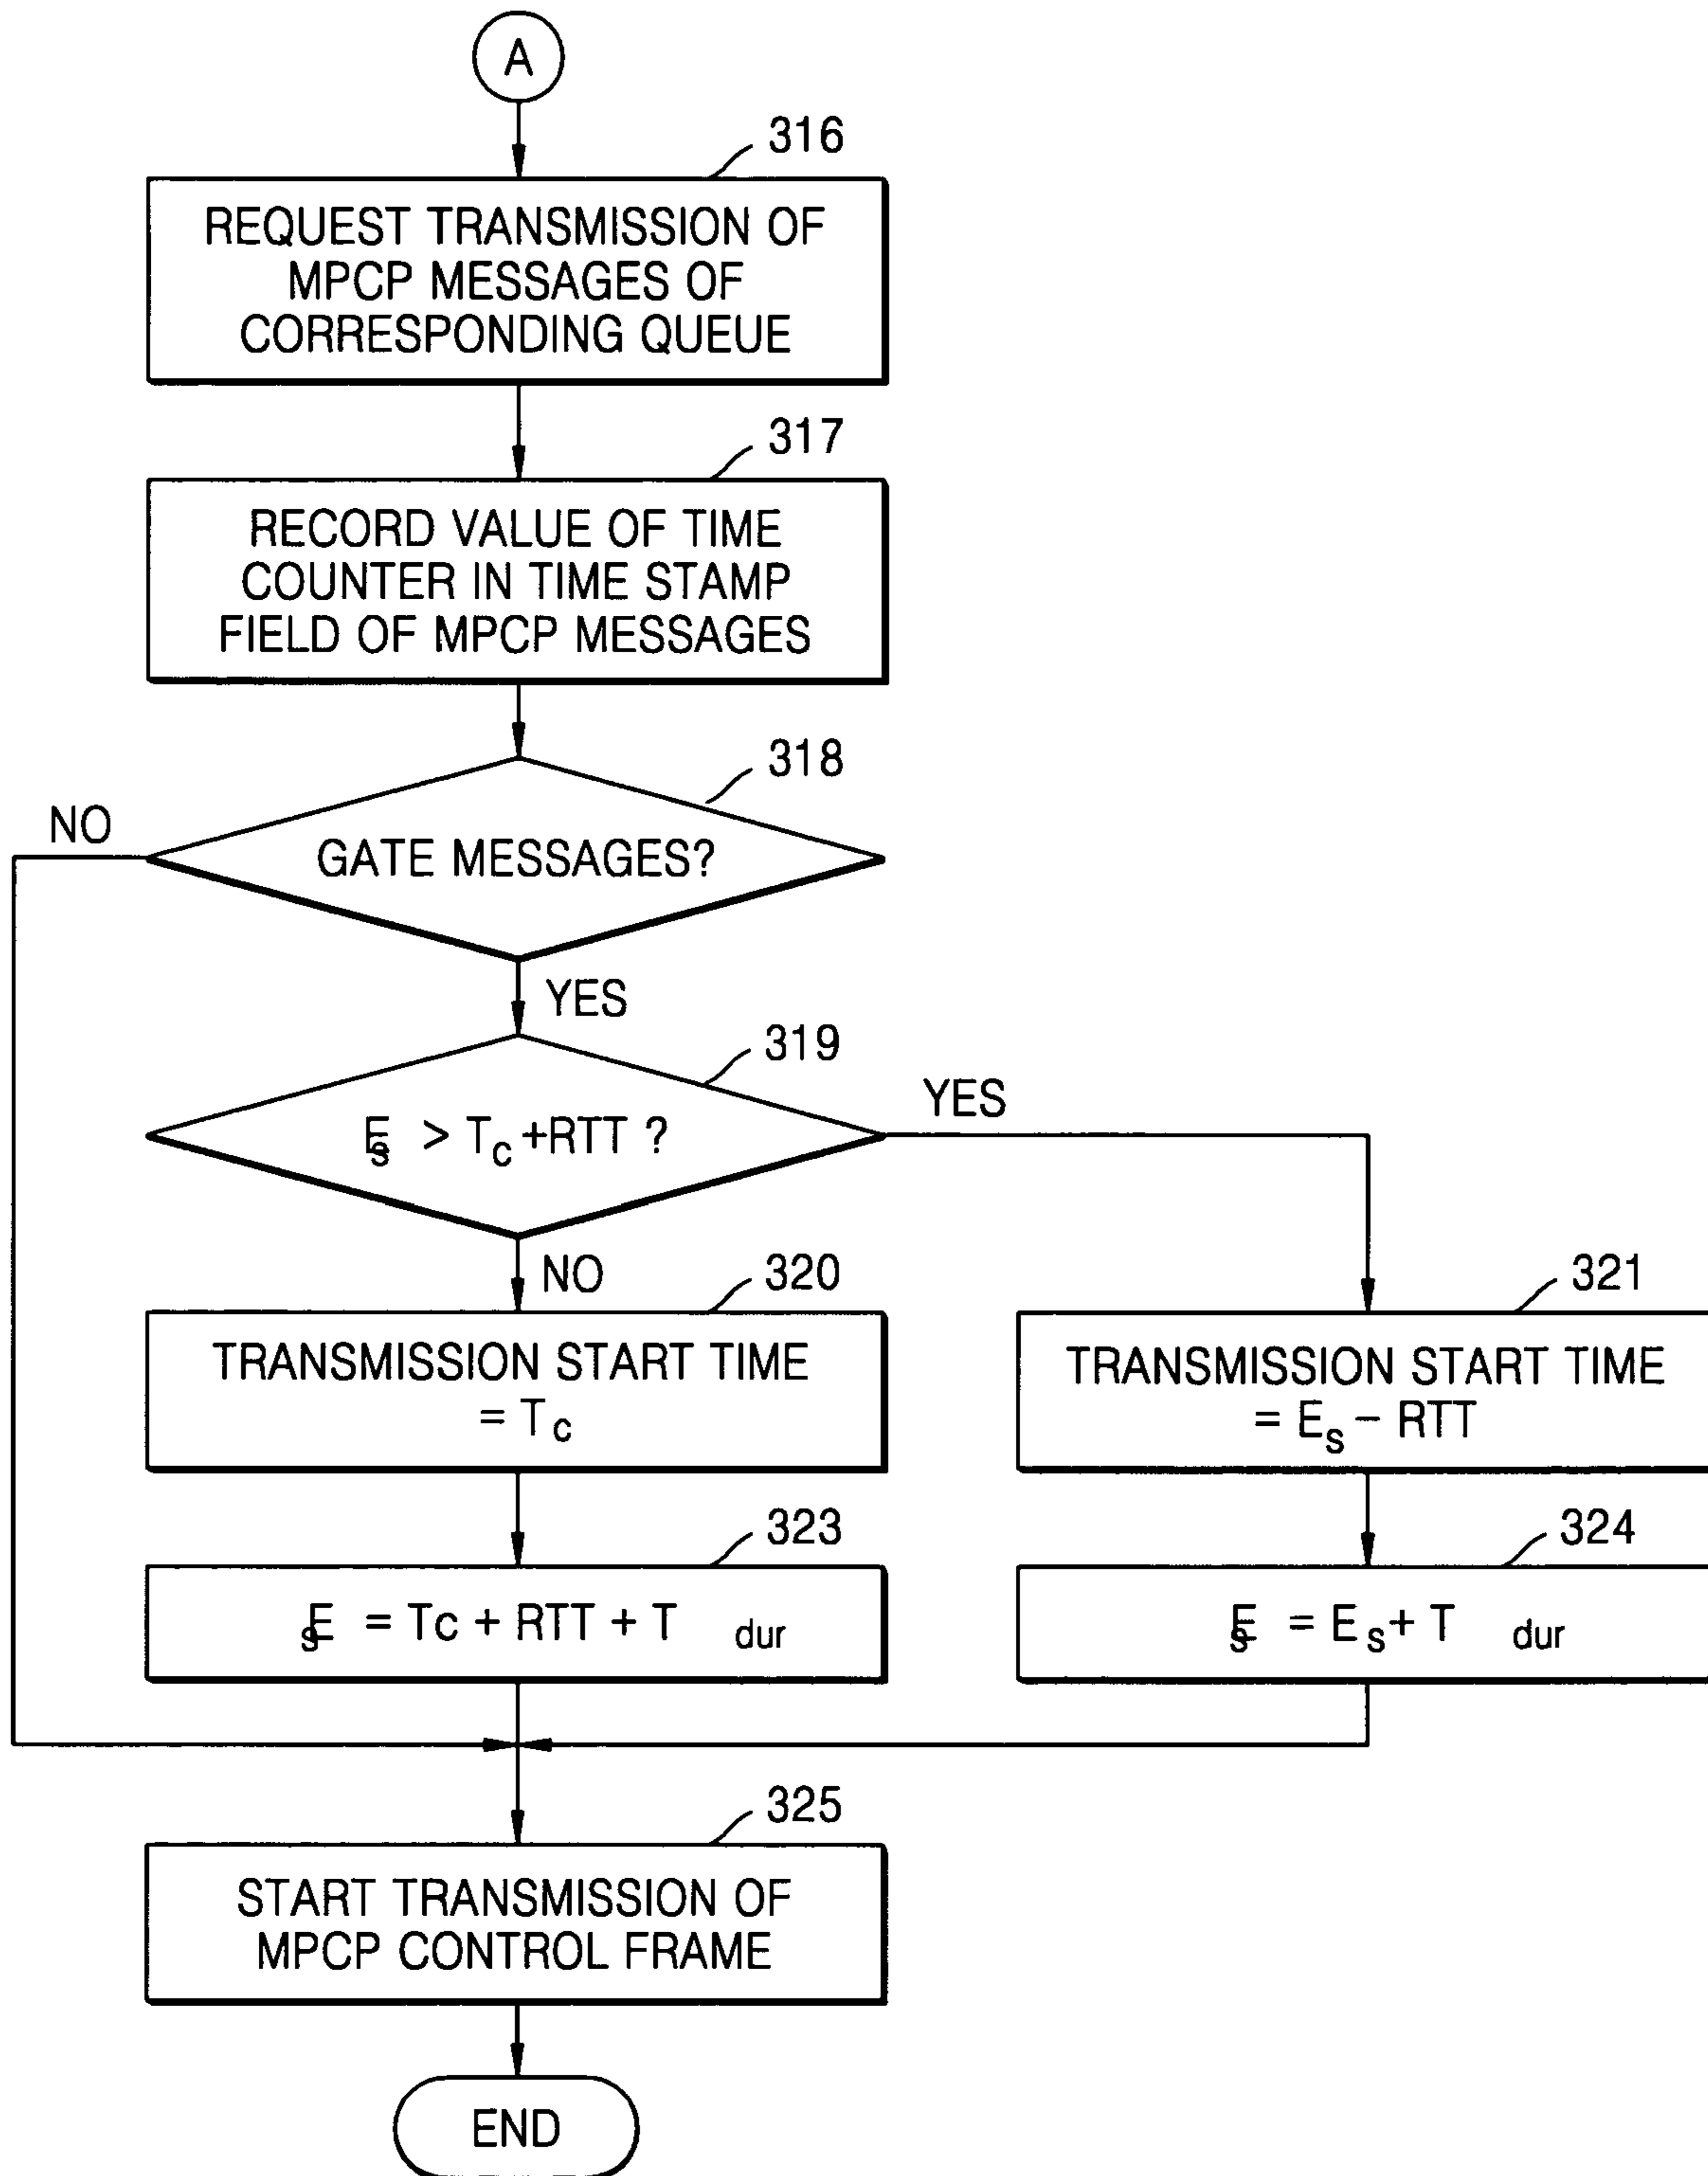 A
316
REQUEST TRANSMISSION OF
MPCP MESSAGES OF
CORRESPONDING QUEUE
317
RECORD VALUE OF TIME
COUNTER IN TIME STAMP
FIELD OF MPCP MESSAGES
318
NO
GATE MESSAGES?
YES
319
YES
Es > Tc +RTT ?
NO
320
321
TRANSMISSION START TIME
= Tc
TRANSMISSION START TIME
= Es – RTT
323
324
Es = Tc + RTT + T dur
Es = Es + T dur
325
START TRANSMISSION OF
MPCP CONTROL FRAME
END